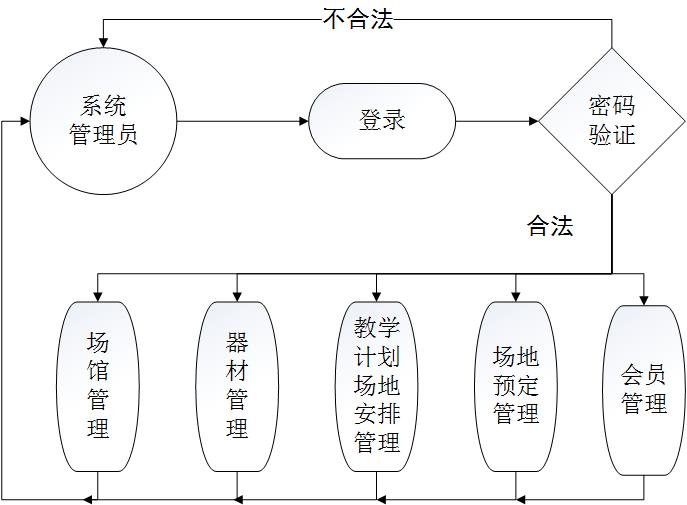 不合法
系统
管理员
登录
密码
验证
合法
场
馆
管
理
器
材
管
理
教学
计划
场地
安排
管理
场地
预定
管理
会员
管理